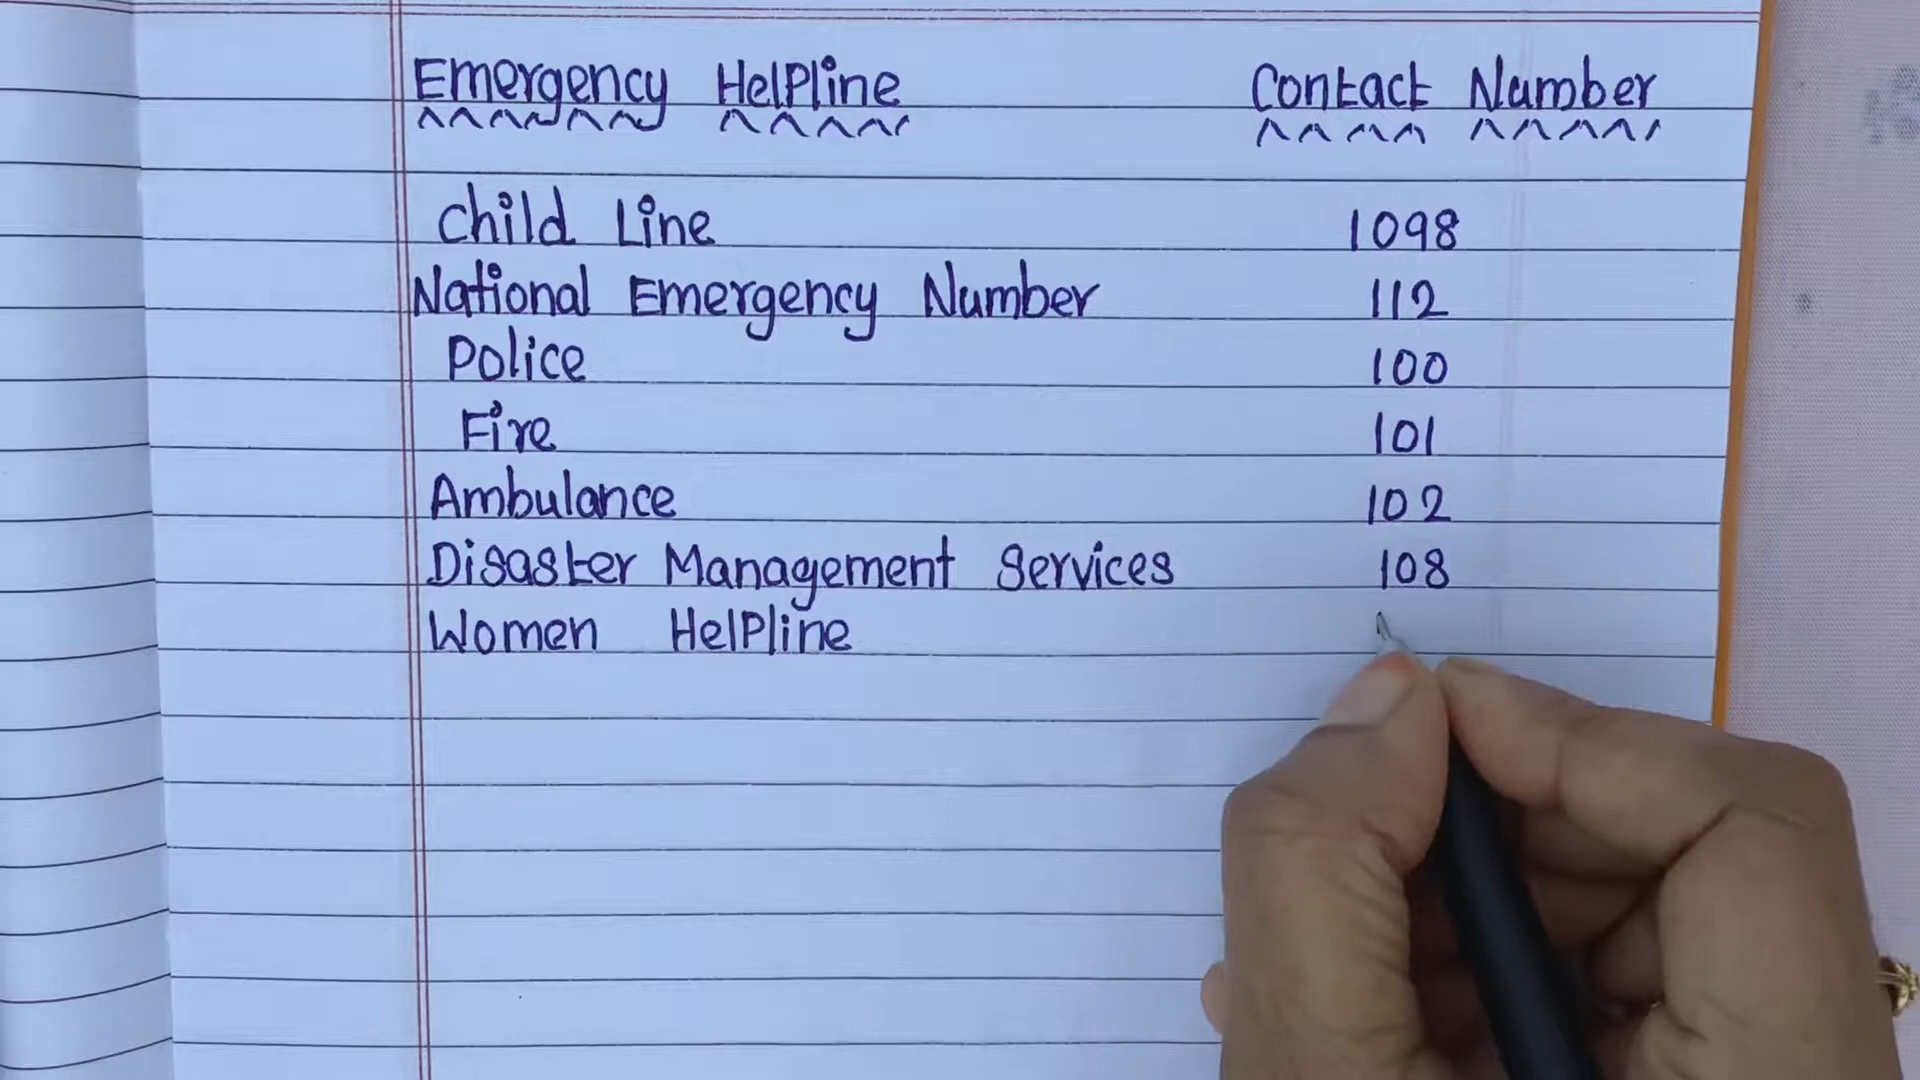 Emergency HelPline Contact Number
Child Line 1098
National Emergency Number 112
Police 100
Fire 101
Ambulance 102
Disaster Management Services 108
Women HelPline